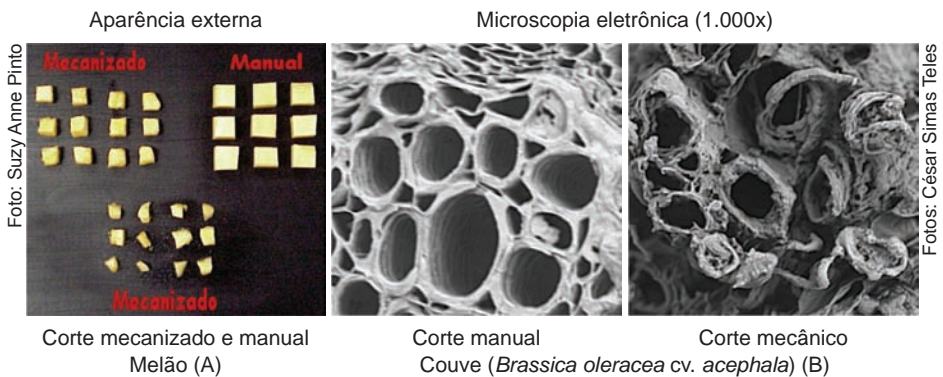 Aparência externa
Microscopia eletrônica (1.000x)
Foto: Suzy Anne Pinto
Mecanizado
Manual
Mecanizado
Fotos: César Simas Teles
Corte mecanizado e manual
Melão (A)
Corte manual
Corte mecânico
Couve (Brassica oleracea cv. acephala) (B)